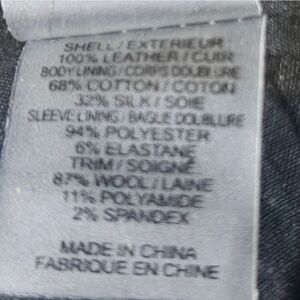 SHELL / EXTERIEUR
100% LEATHER / CUIR
BODY LINING / CORPS DOUBLURE
68% COTTON / COTON
32% SILK / SOIE
SLEEVE LINING / BAGUE DOUBLURE
94% POLYESTER
6% ELASTANE
TRIM / SOIGNÉ
87% WOOL / LAINE
11% POLYAMIDE
2% SPANDEX
MADE IN CHINA
FABRIQUE EN CHINE